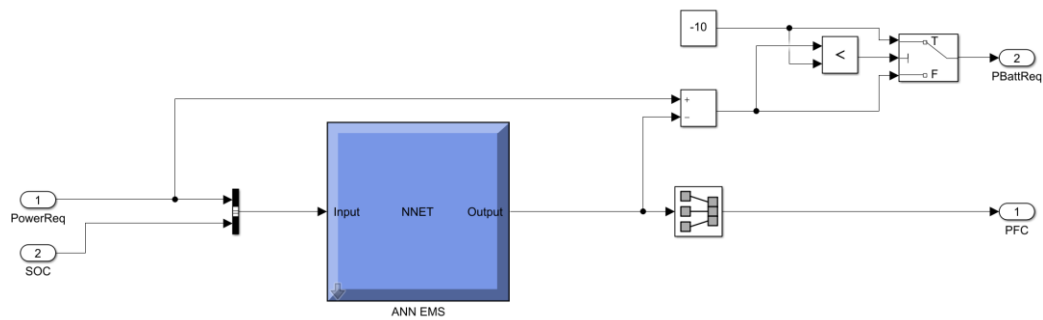 -10
<
T
F
2
PBattReq
+
−
1
PowerReq
2
SOC
Input
NNET
Output
ANN EMS
1
PFC